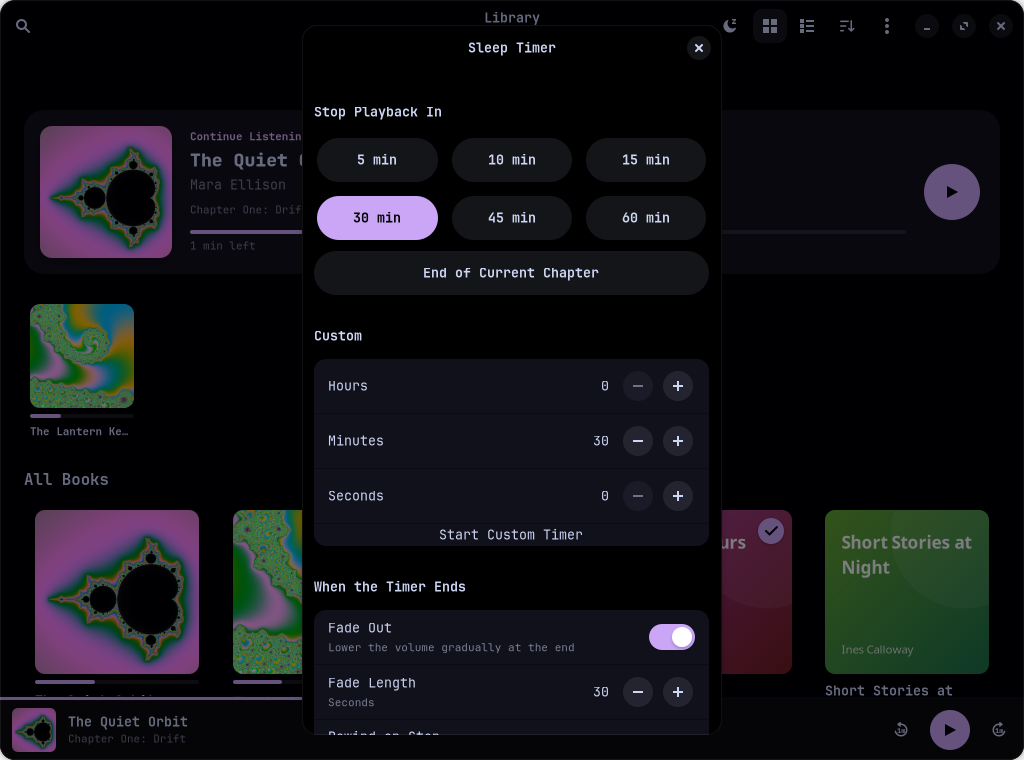 Library
Sleep Timer
Stop Playback In
5 min
10 min
15 min
30 min
45 min
60 min
End of Current Chapter
Custom
Hours
0
Minutes
30
Seconds
0
Start Custom Timer
When the Timer Ends
Fade Out
Lower the volume gradually at the end
Fade Length
30
Seconds
Continue
The Quiet
Mara Ellison
Chapter One:
1 min left
The Lantern Ke…
All Books
Short Stories at
Night
Ines Calloway
Short Stories at
The Quiet Orbit
Chapter One: Drift